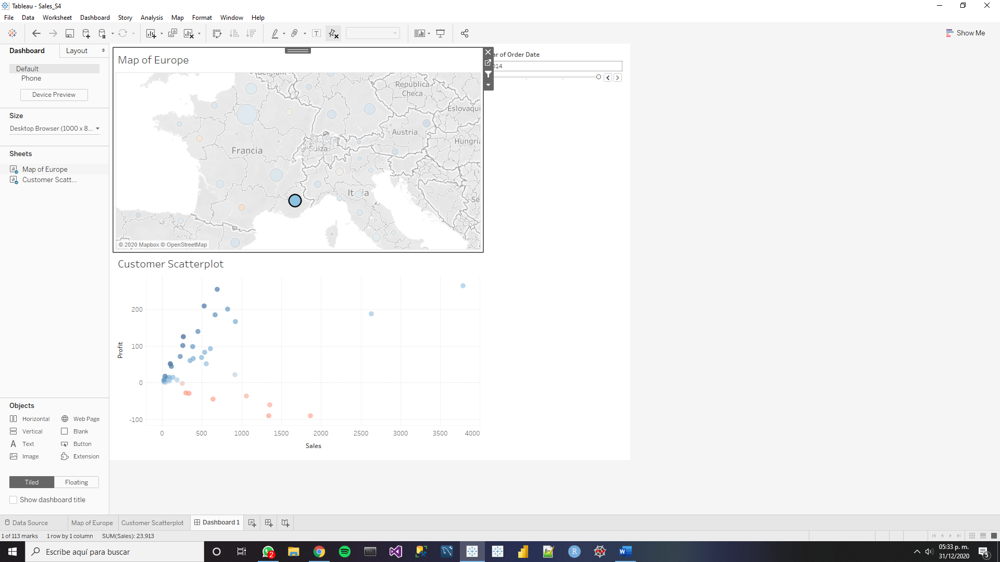 Tableau - Sales_S4
File Data Worksheet Dashboard Story Analysis Map Format Window Help
Show Me
Dashboard
Layout
Default
Phone
Device Preview
Size
Desktop Browser (1000 x 8...
Sheets
Map of Europe
Customer Scatt...
Objects
Horizontal
Web Page
Vertical
Blank
Text
Button
Image
Extension
Tiled
Floating
Show dashboard title
Map of Europe
República
Checa
Eslovaqui
Austria
Hungria
Francia
Suiza
Italia
Se
© 2020 Mapbox © OpenStreetMap
ar of Order Date
014
Customer Scatterplot
Profit
200
100
0
-100
0 500 1000 1500 2000 2500 3000 3500 4000
Sales
Data Source
Map of Europe
Customer Scatterplot
Dashboard 1
1 of 113 marks
1 row by 1 column
SUM(Sales): 23,913
Escribe aquí para buscar
2
R
W
05:33 p. m.
31/12/2020
5